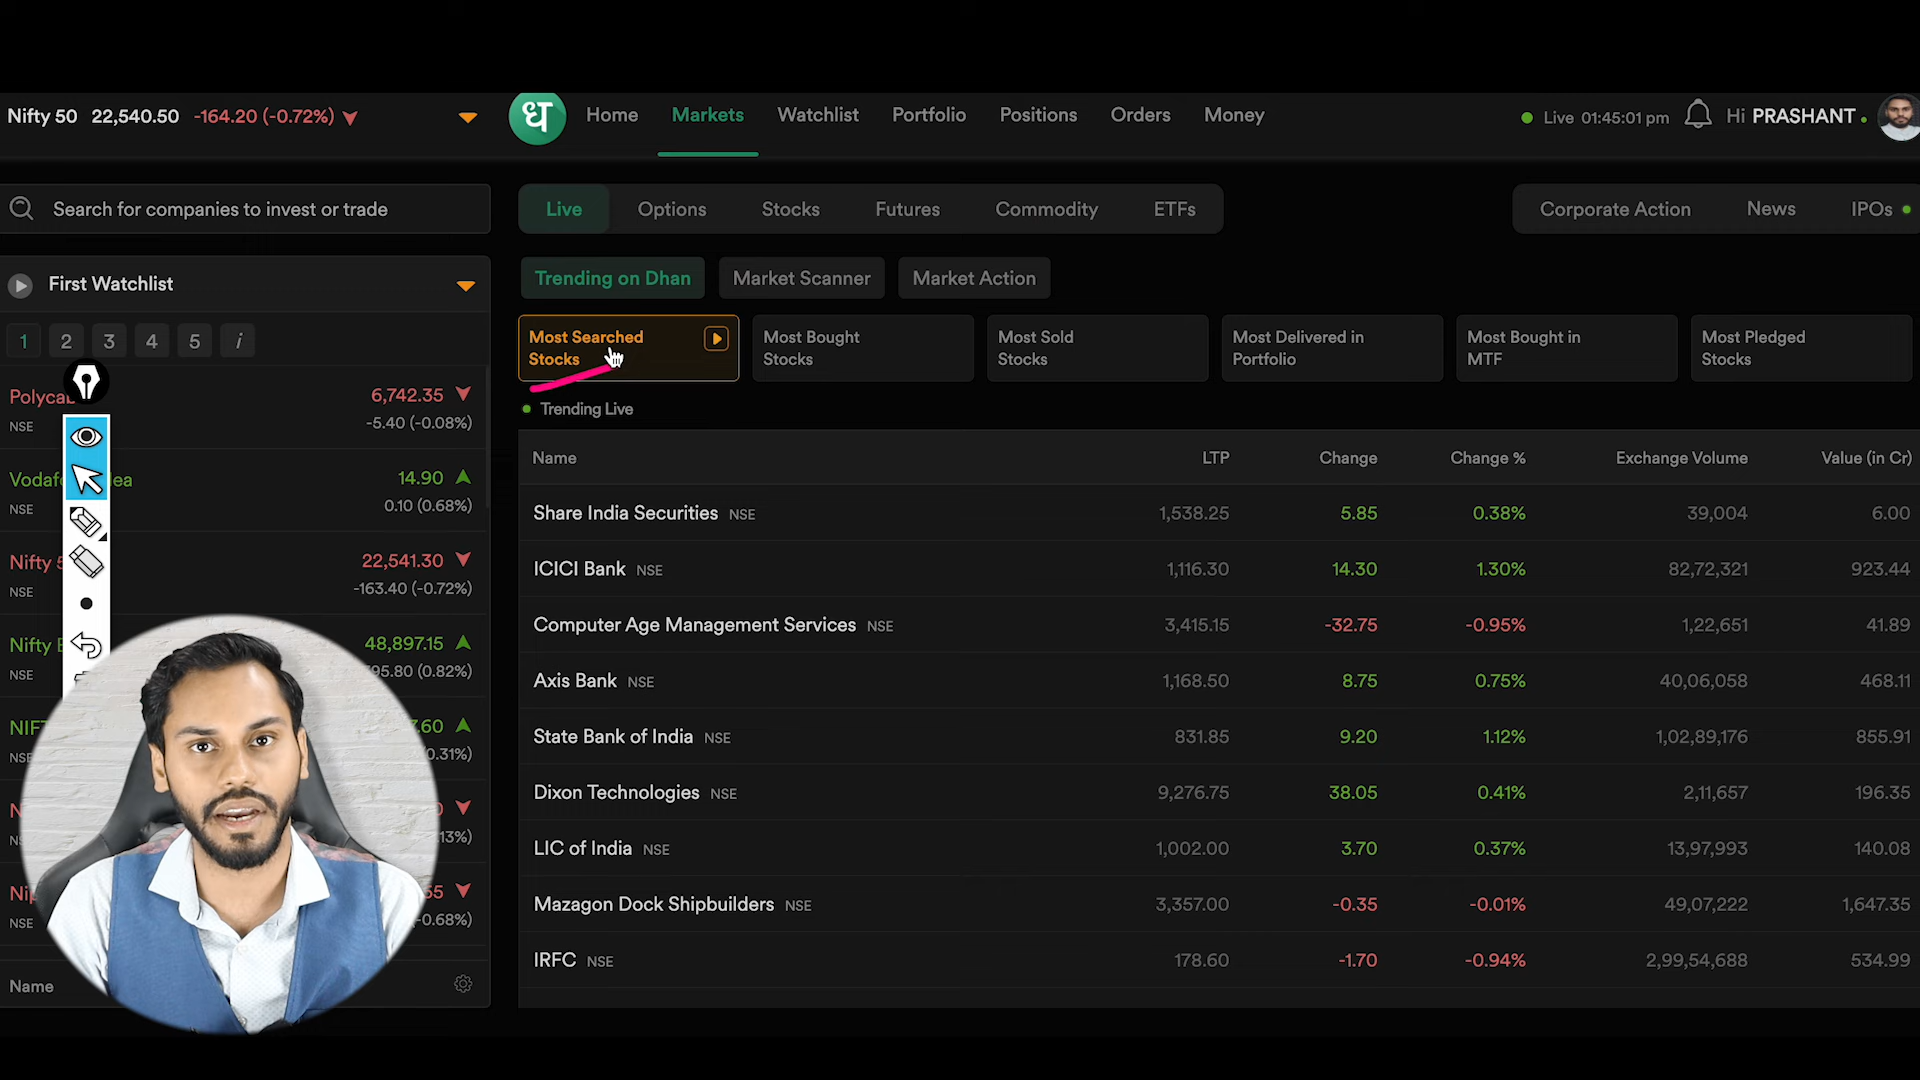 Nifty 50 22,540.50 -164.20 (-0.72%)
ध Home Markets Watchlist Portfolio Positions Orders Money
Live 01:45:01 pm Hi PRASHANT
Search for companies to invest or trade
Live Options Stocks Futures Commodity ETFs
Corporate Action News IPOs
First Watchlist
1 2 3 4 5 i
Trending on Dhan Market Scanner Market Action
Most Searched Stocks
Most Bought Stocks
Most Sold Stocks
Most Delivered in Portfolio
Most Bought in MTF
Most Pledged Stocks
Trending Live
6,742.35
NSE -5.40 (-0.08%)
14.90
NSE 0.10 (0.68%)
Nifty 22,541.30
NSE -163.40 (-0.72%)
Nifty 48,897.15
NSE 95.80 (0.82%)
.60
0.31%)
13%)
NSE 0.68%)
Name
Name LTP Change Change % Exchange Volume Value (in Cr)
Share India Securities NSE 1,538.25 5.85 0.38% 39,004 6.00
ICICI Bank NSE 1,116.30 14.30 1.30% 82,72,321 923.44
Computer Age Management Services NSE 3,415.15 -32.75 -0.95% 1,22,651 41.89
Axis Bank NSE 1,168.50 8.75 0.75% 40,06,058 468.11
State Bank of India NSE 831.85 9.20 1.12% 1,02,89,176 855.91
Dixon Technologies NSE 9,276.75 38.05 0.41% 2,11,657 196.35
LIC of India NSE 1,002.00 3.70 0.37% 13,97,993 140.08
Mazagon Dock Shipbuilders NSE 3,357.00 -0.35 -0.01% 49,07,222 1,647.35
IRFC NSE 178.60 -1.70 -0.94% 2,99,54,688 534.99